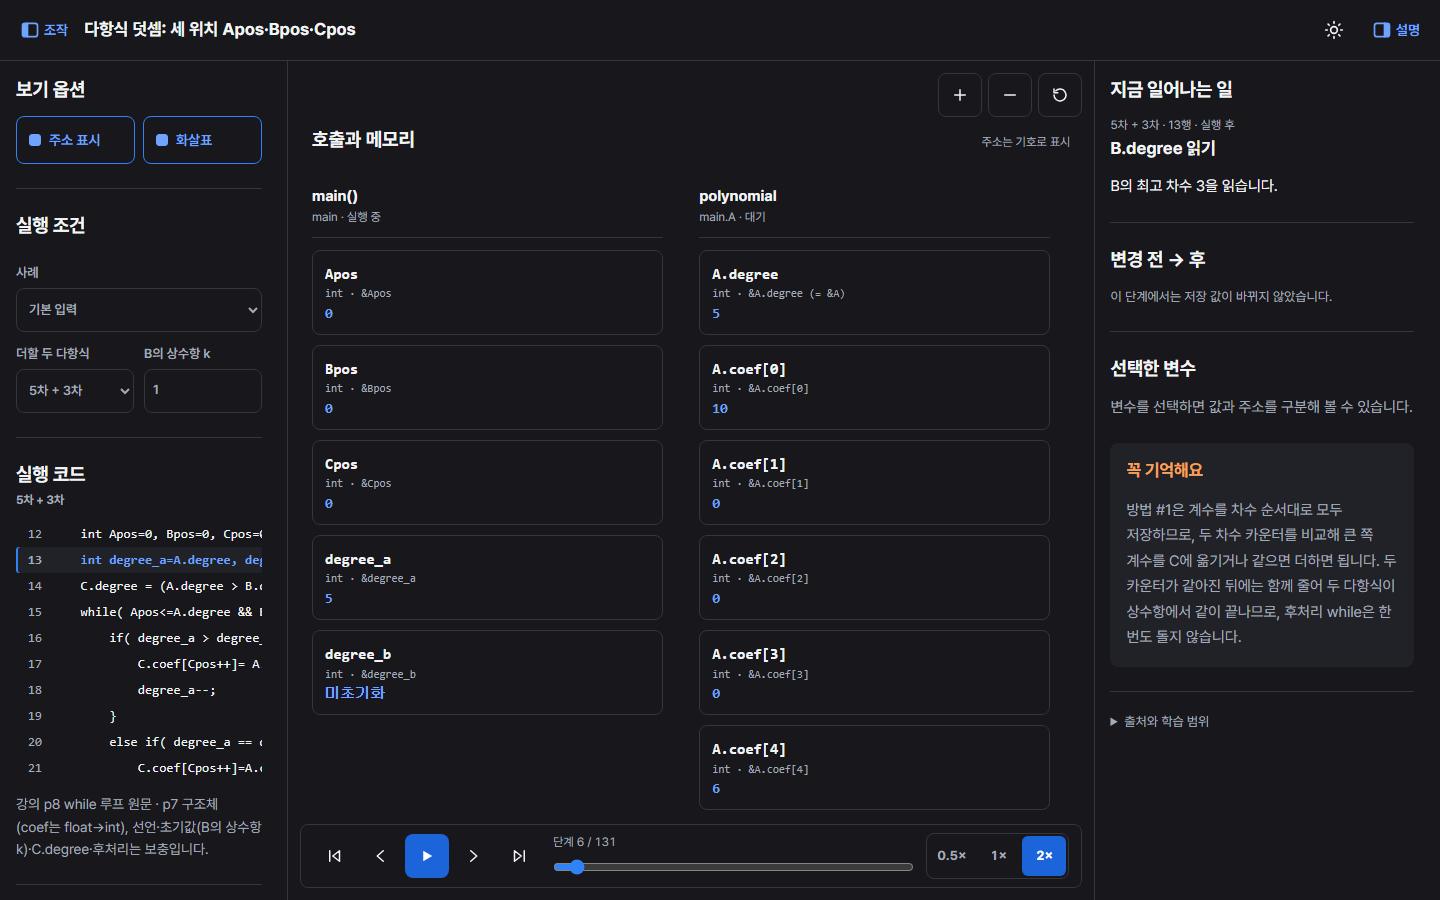 조작
다항식 덧셈: 세 위치 Apos·Bpos·Cpos
설명
보기 옵션
주소 표시
화살표
실행 조건
사례
기본 입력
더할 두 다항식
B의 상수항 k
5차 + 3차
1
실행 코드
5차 + 3차
12 int Apos=0, Bpos=0, Cpos=0
13 int degree_a=A.degree, deg
14 C.degree = (A.degree > B.d
15 while( Apos<=A.degree && B
16 if( degree_a > degree_
17 C.coef[Cpos++]= A
18 degree_a--;
19 }
20 else if( degree_a == d
21 C.coef[Cpos++]=A.c
강의 p8 while 루프 원문 · p7 구조체
(coef는 float→int), 선언·초기값(B의 상수항
k)·C.degree·후처리는 보충입니다.
호출과 메모리
주소는 기호로 표시
main()
main · 실행 중
Apos
int · &Apos
0
Bpos
int · &Bpos
0
Cpos
int · &Cpos
0
degree_a
int · &degree_a
5
degree_b
int · &degree_b
미초기화
polynomial
main.A · 대기
A.degree
int · &A.degree (= &A)
5
A.coef[0]
int · &A.coef[0]
10
A.coef[1]
int · &A.coef[1]
0
A.coef[2]
int · &A.coef[2]
0
A.coef[3]
int · &A.coef[3]
0
A.coef[4]
int · &A.coef[4]
6
단계 6 / 131
0.5×
1×
2×
지금 일어나는 일
5차 + 3차 · 13행 · 실행 후
B.degree 읽기
B의 최고 차수 3을 읽습니다.
변경 전 → 후
이 단계에서는 저장 값이 바뀌지 않았습니다.
선택한 변수
변수를 선택하면 값과 주소를 구분해 볼 수 있습니다.
꼭 기억해요
방법 #1은 계수를 차수 순서대로 모두
저장하므로, 두 차수 카운터를 비교해 큰 쪽
계수를 C에 옮기거나 같으면 더하면 됩니다. 두
카운터가 같아진 뒤에는 함께 줄어 두 다항식이
상수항에서 같이 끝나므로, 후처리 while은 한
번도 돌지 않습니다.
출처와 학습 범위